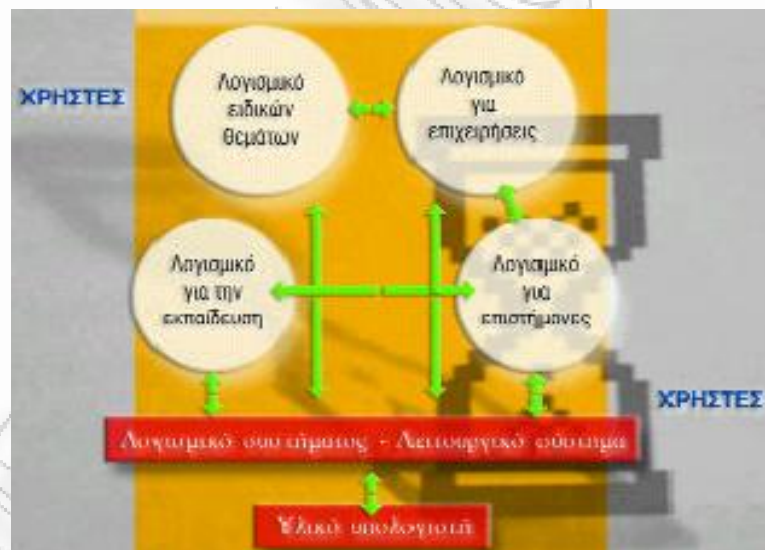 ΧΡΗΣΤΕΣ
Λογισμικό
ειδικών
θεμάτων
Λογισμικό
για
επιχειρήσεις
Λογισμικό
για την
εκπαίδευση
Λογισμικό
για
επιστήμονες
ΧΡΗΣΤΕΣ
Λογισμικό συστήματος - Λειτουργικό σύστημα
Υλικό υπολογιστή